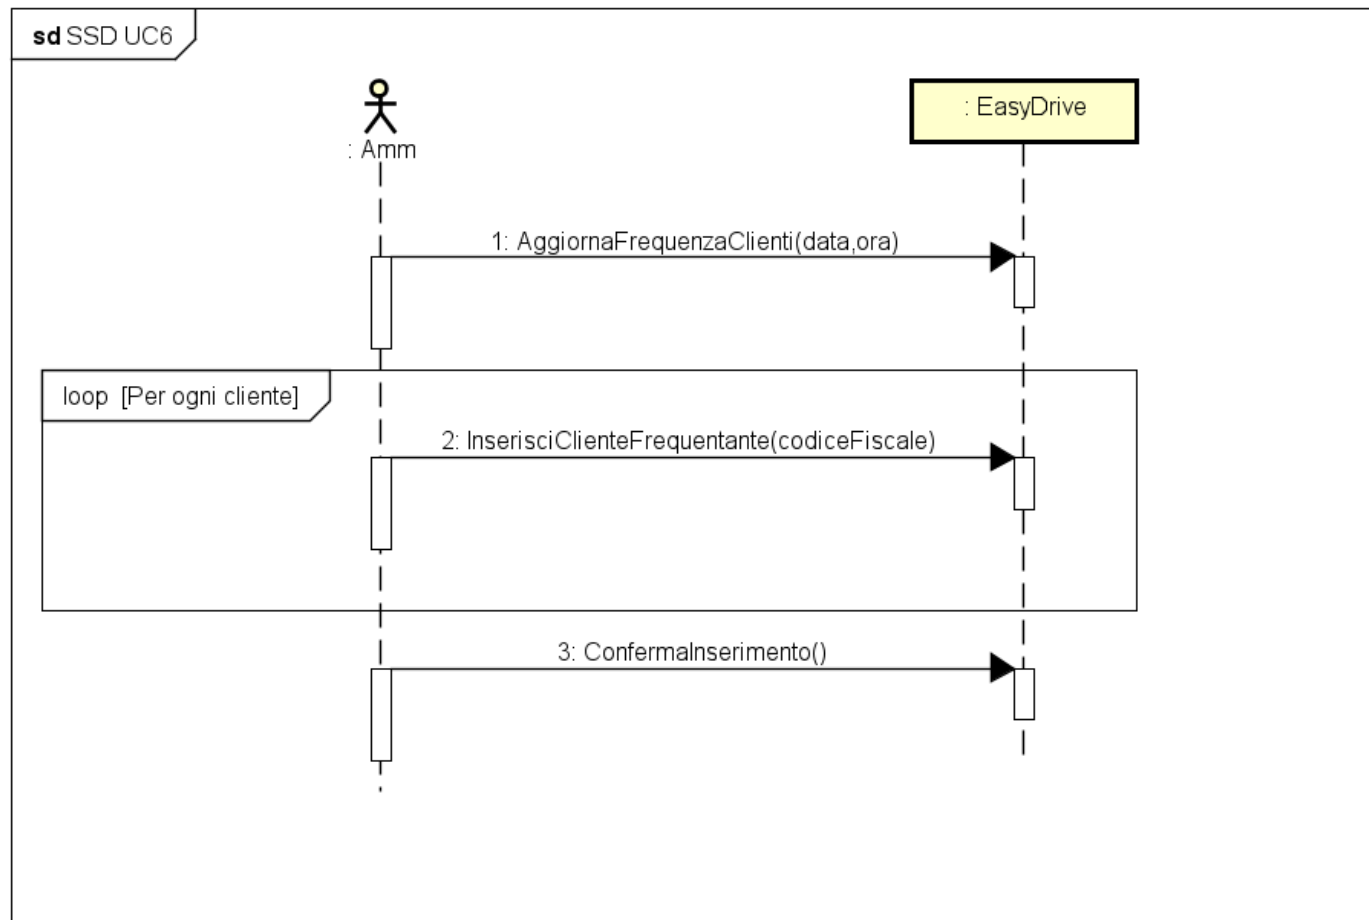 sd SSD UC6
: Amm
: EasyDrive
1: AggiornaFrequenzaClienti(data,ora)
loop [Per ogni cliente]
2: InserisciClienteFrequentante(codiceFiscale)
3: ConfermaInserimento()